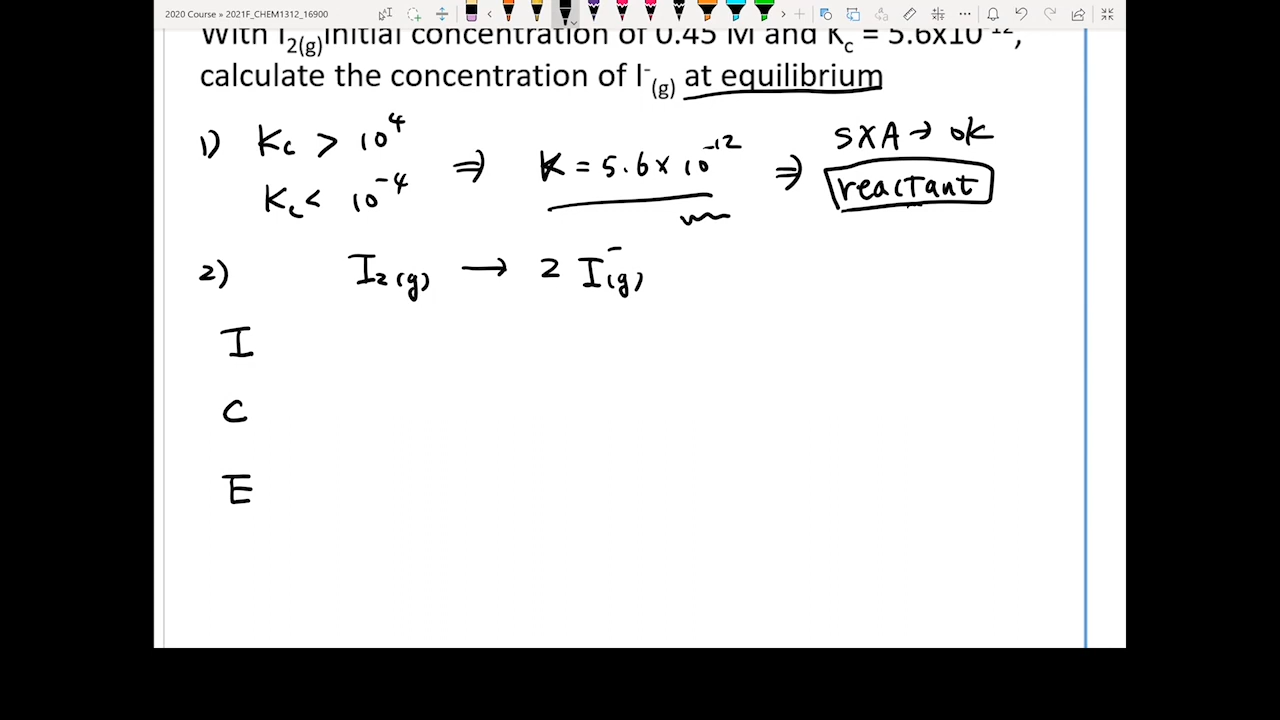 2020 Course » 2021F_CHEM1312_16900
With I2(g)initial concentration of 0.45 M and Kc = 5.6x10-12,
calculate the concentration of I-(g) at equilibrium
1) Kc > 10^4
Kc < 10^-4
⇒ K = 5.6 × 10^-12 ⇒
5XA → ok
reactant
2) I2(g) → 2 I-(g)
I
C
E